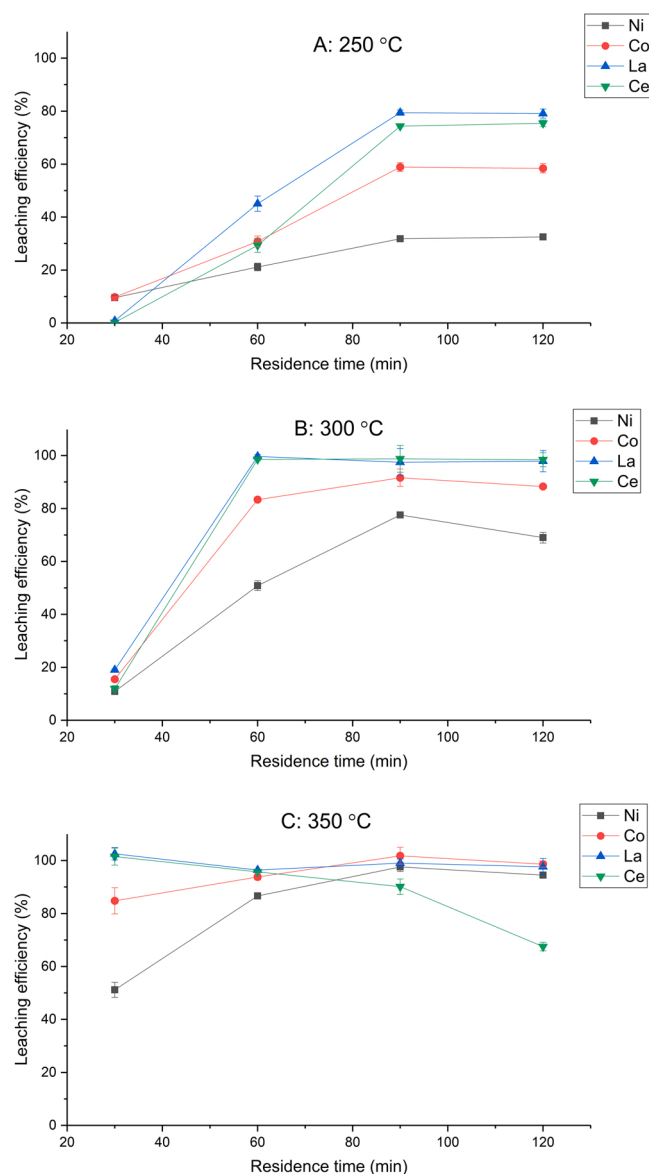 A: 250 °C
Ni
Co
La
Ce
Leaching efficiency (%)
100
80
60
40
20
0
20 40 60 80 100 120
Residence time (min)
B: 300 °C
Ni
Co
La
Ce
Leaching efficiency (%)
100
80
60
40
20
0
20 40 60 80 100 120
Residence time (min)
C: 350 °C
Ni
Co
La
Ce
Leaching efficiency (%)
100
80
60
40
20
0
20 40 60 80 100 120
Residence time (min)